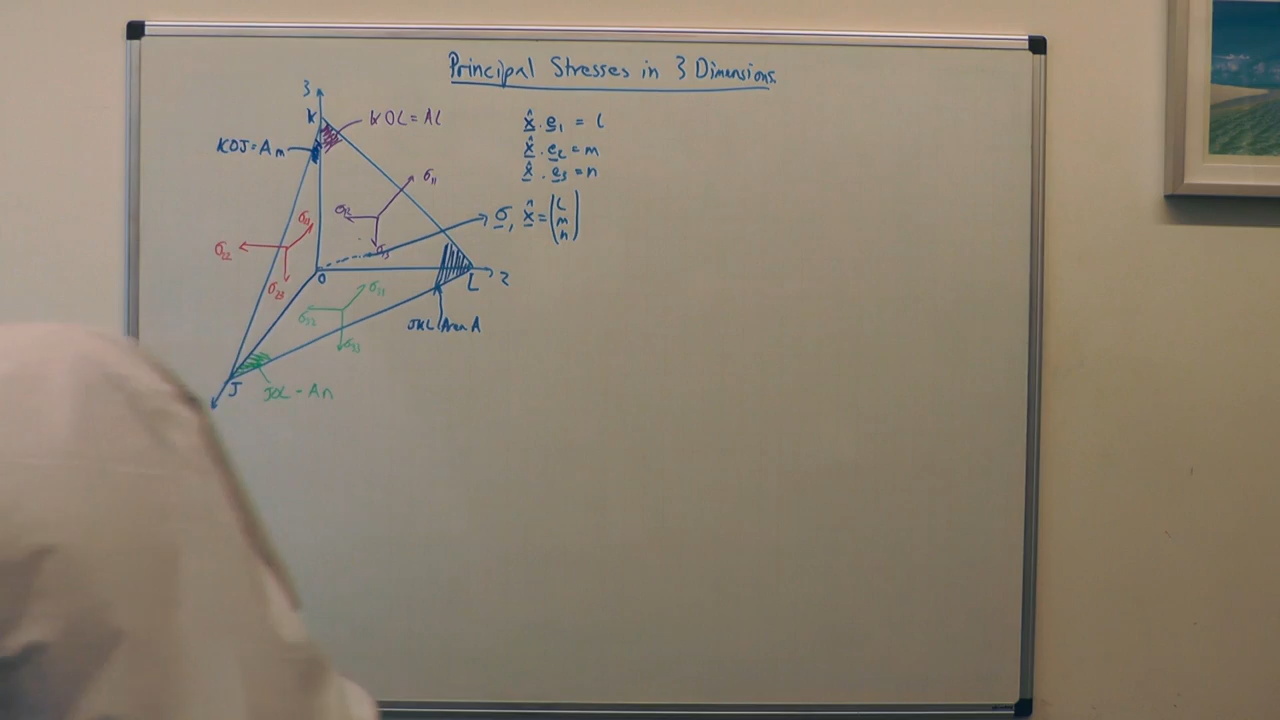 Principal Stresses in 3 Dimensions
3
K
KOL = Al
KOJ = Am
x̂ . e₁ = l
x̂ . e₂ = m
x̂ . e₃ = n
σ₁₁
σ₁₂
σ₁₃
σ, x̂ = (l m n)
σ₂₂
σ₂₃
O
L
2
σ₃₁
σ₃₂
σ₃₃
JKL Area A
J
JOL = An